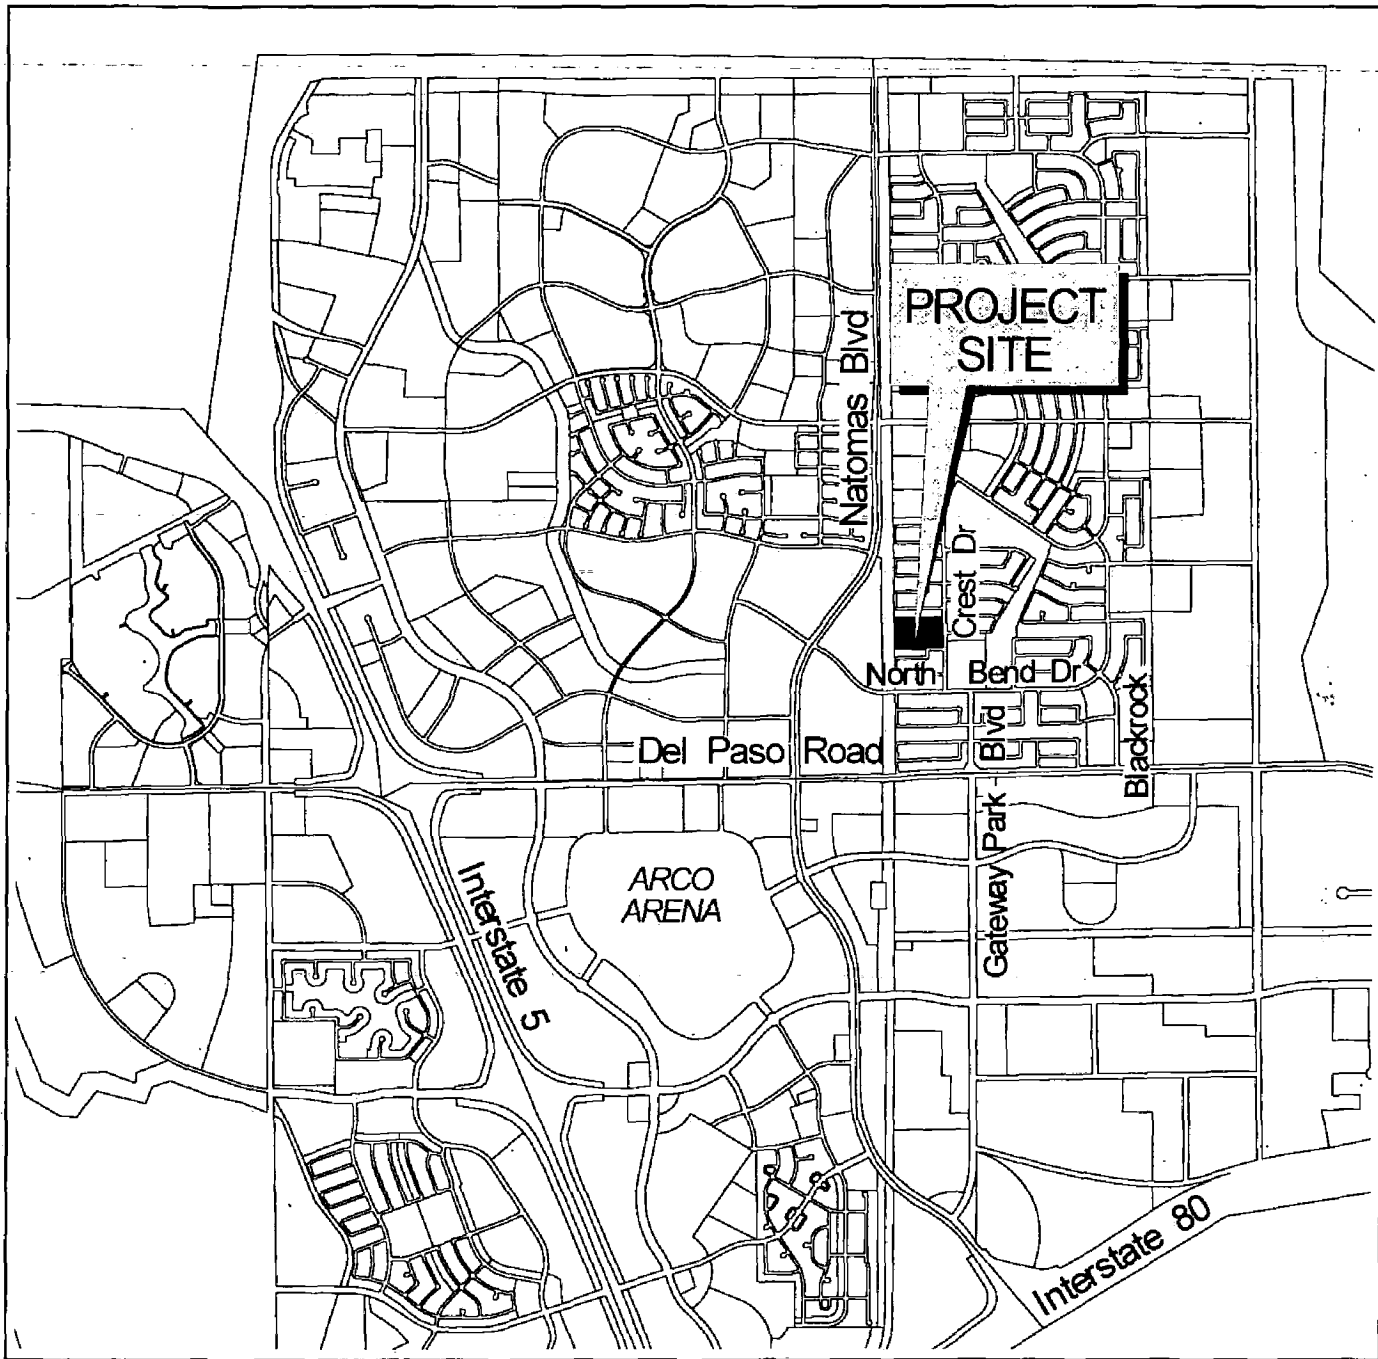 PROJECT
SITE
Natomas Blvd
Crest Dr
North Bend Dr
Blackrock
Blvd
Del Paso Road
Gateway Park
ARCO
ARENA
Interstate 5
Interstate 80